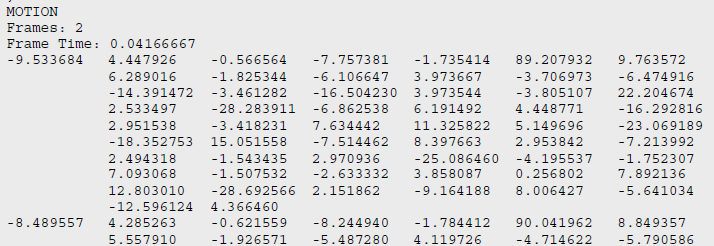 MOTION
Frames: 2
Frame Time: 0.04166667
-9.533684 4.447926 -0.566564 -7.757381 -1.735414 89.207932 9.763572
6.289016 -1.825344 -6.106647 3.973667 -3.706973 -6.474916
-14.391472 -3.461282 -16.504230 3.973544 -3.805107 22.204674
2.533497 -28.283911 -6.862538 6.191492 4.448771 -16.292816
2.951538 -3.418231 7.634442 11.325822 5.149696 -23.069189
-18.352753 15.051558 -7.514462 8.397663 2.953842 -7.213992
2.494318 -1.543435 2.970936 -25.086460 -4.195537 -1.752307
7.093068 -1.507532 -2.633332 3.858087 0.256802 7.892136
12.803010 -28.692566 2.151862 -9.164188 8.006427 -5.641034
-12.596124 4.366460
-8.489557 4.285263 -0.621559 -8.244940 -1.784412 90.041962 8.849357
5.557910 -1.926571 -5.487280 4.119726 -4.714622 -5.790586